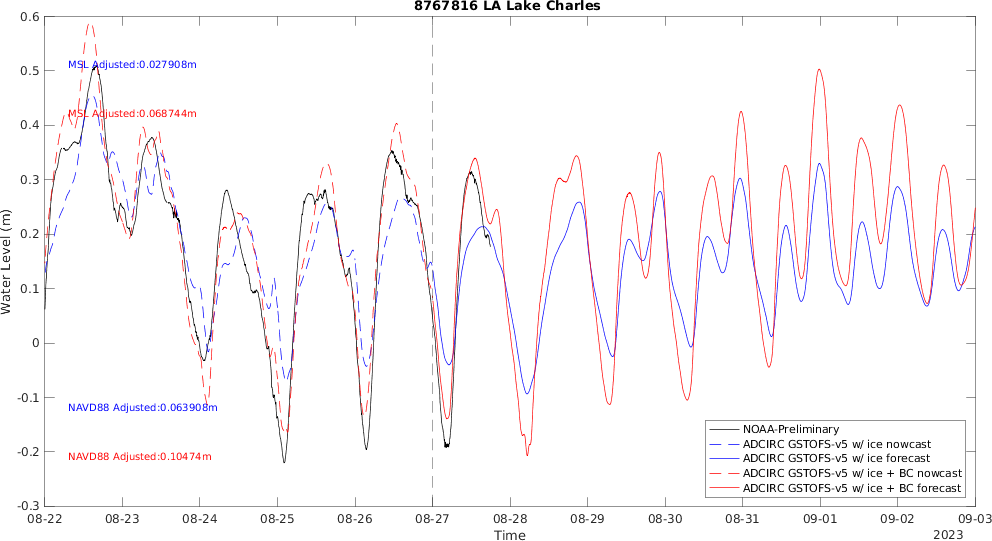 8767816 LA Lake Charles
0.6
0.5
0.4
0.3
0.2
0.1
0
-0.1
-0.2
-0.3
Water Level (m)
MSL Adjusted:0.027908m
MSL Adjusted:0.068744m
NAVD88 Adjusted:0.063908m
NAVD88 Adjusted:0.10474m
NOAA-Preliminary
ADCIRC GSTOFS-v5 w/ ice nowcast
ADCIRC GSTOFS-v5 w/ ice forecast
ADCIRC GSTOFS-v5 w/ ice + BC nowcast
ADCIRC GSTOFS-v5 w/ ice + BC forecast
08-22 08-23 08-24 08-25 08-26 08-27 08-28 08-29 08-30 08-31 09-01 09-02 09-03
Time
2023